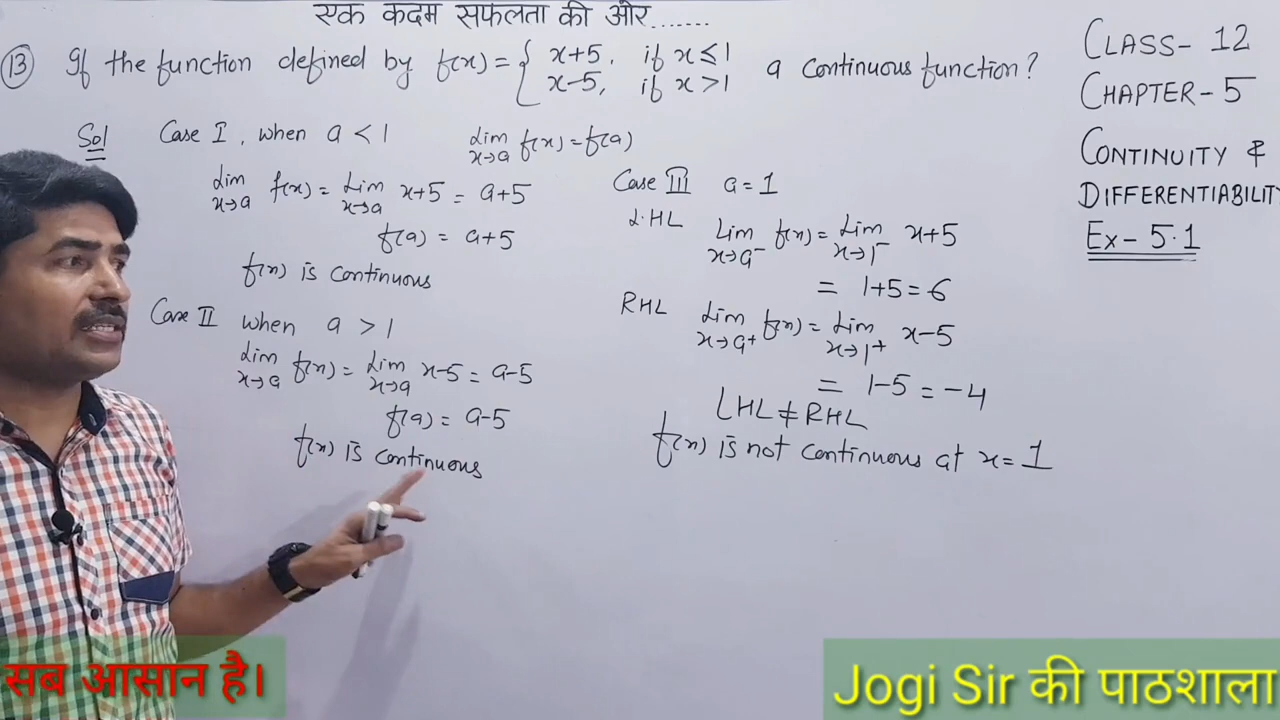 एक कदम सफलता की ओर.......
(13) If the function defined by f(x) = { x+5, if x ≤ 1
x-5, if x > 1 a continuous function?
Sol Case I, when a < 1 Lim x→a f(x) = f(a)
Lim x→a f(x) = Lim x→a x+5 = a+5
f(a) = a+5
f(x) is continuous
Case II when a > 1
Lim x→a f(x) = Lim x→a x-5 = a-5
f(a) = a-5
f(x) is continuous
Case III a = 1
L.HL Lim x→a⁻ f(x) = Lim x→1⁻ x+5
= 1+5 = 6
RHL Lim x→a+ f(x) = Lim x→1+ x-5
= 1-5 = -4
LHL ≠ RHL
f(x) is not continuous at x = 1
CLASS- 12
CHAPTER- 5
CONTINUITY &
DIFFERENTIABILITY
Ex- 5.1
सब आसान है।
Jogi Sir की पाठशाला